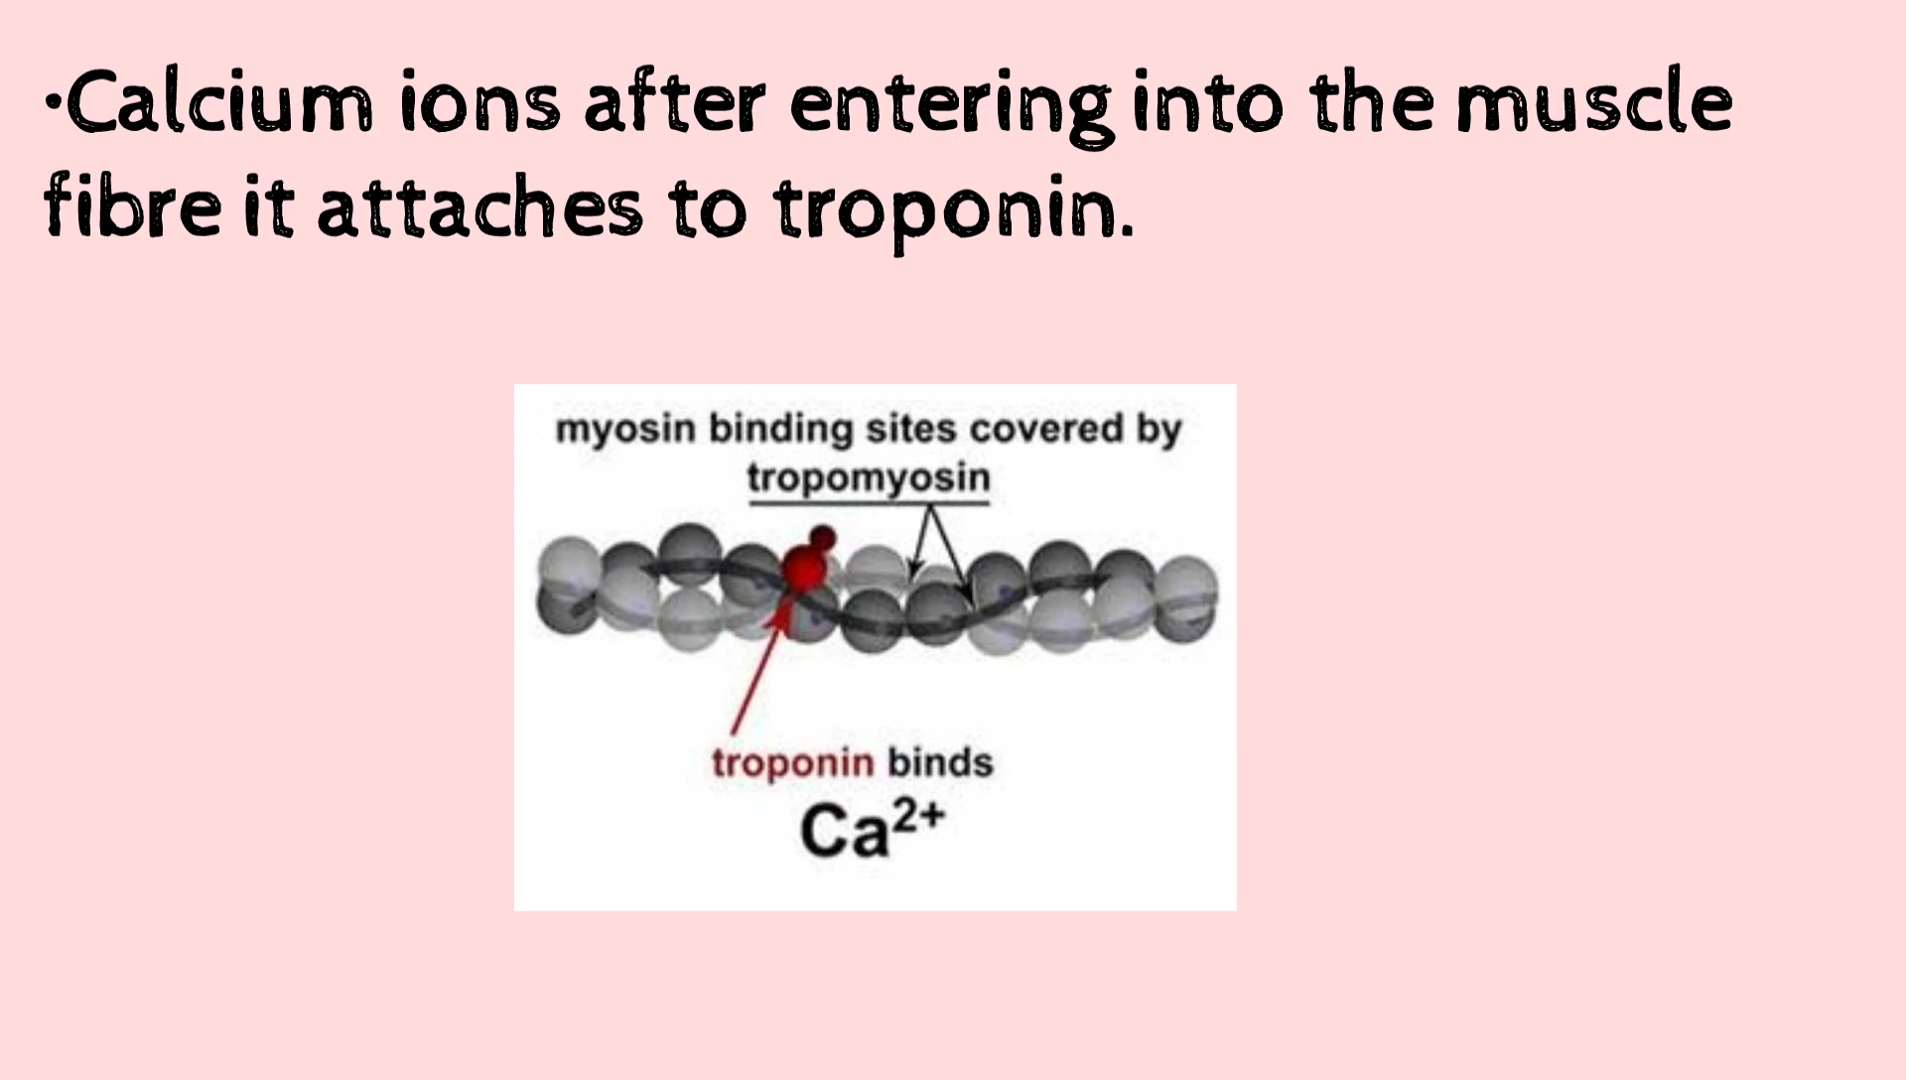 •Calcium ions after entering into the muscle
fibre it attaches to troponin.
myosin binding sites covered by
tropomyosin
troponin binds
Ca²⁺